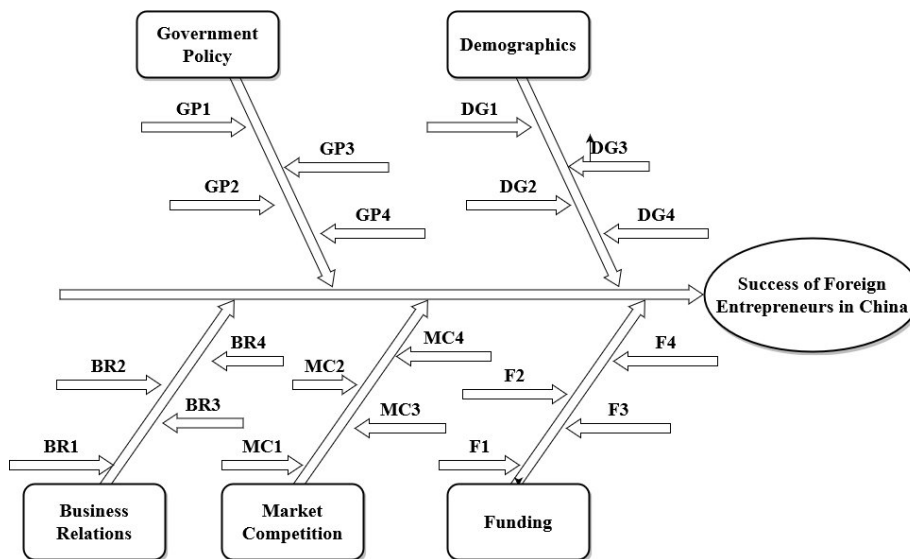 Government
Policy
Demographics
GP1
DG1
GP3
DG3
GP2
DG2
GP4
DG4
Success of Foreign
Entrepreneurs in China
BR4
MC4
BR2
MC2
F2
F4
BR3
MC3
F3
BR1
MC1
F1
Business
Relations
Market
Competition
Funding